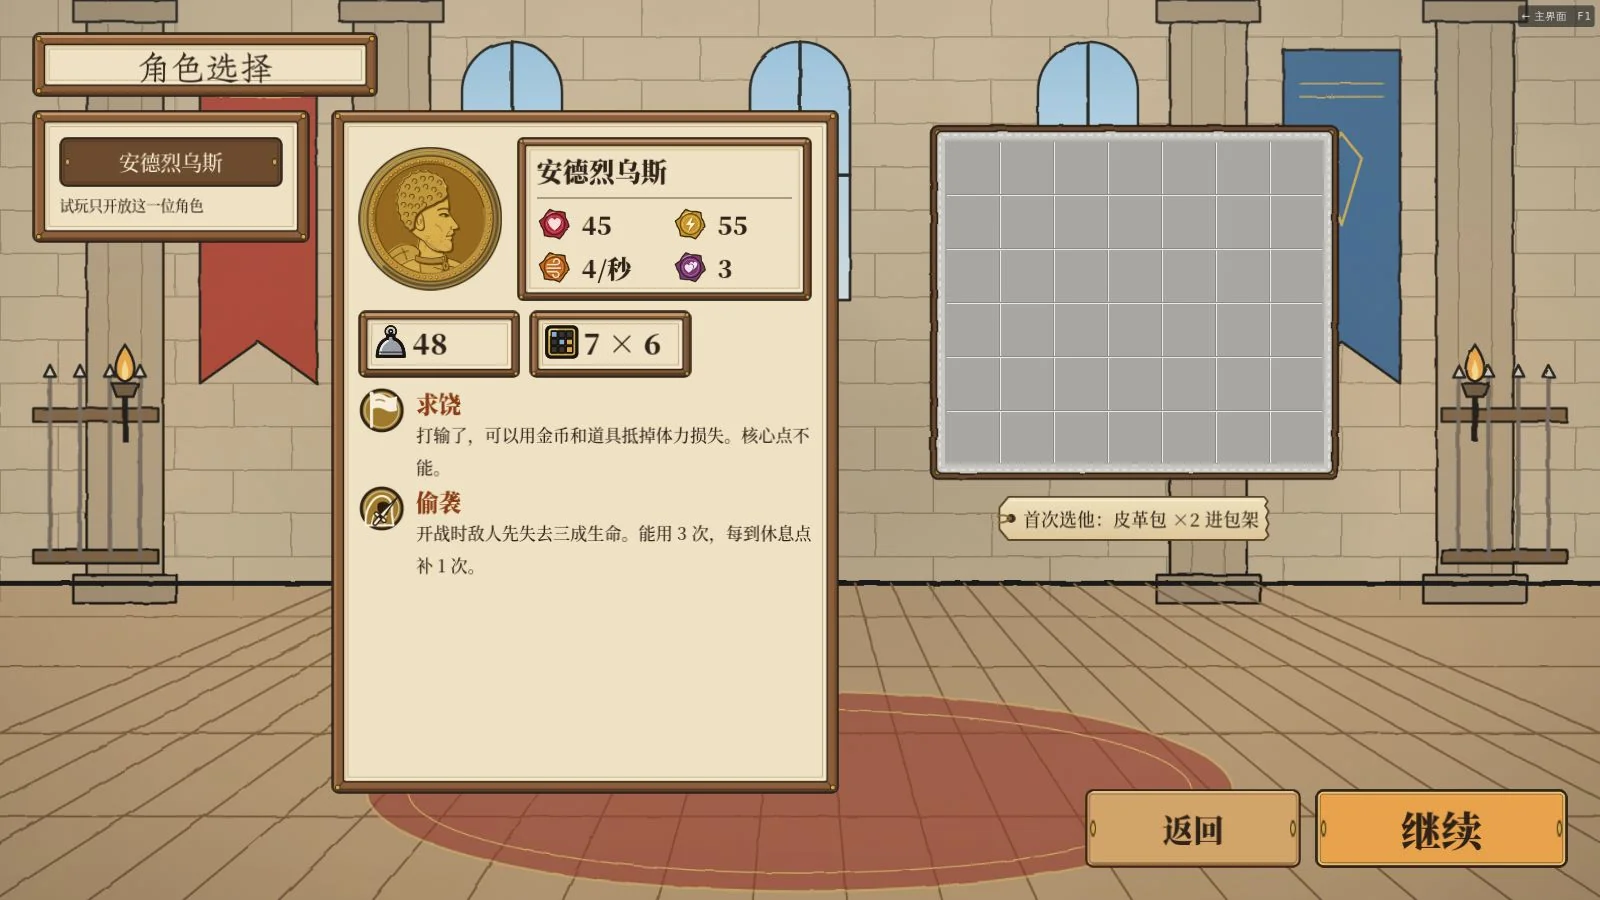 ← 主界面 F1
角色选择
安德烈乌斯
试玩只开放这一位角色
安德烈乌斯
45 55
4/秒 3
48 7 × 6
求饶
打输了，可以用金币和道具抵掉体力损失。核心点不
能。
偷袭
开战时敌人先失去三成生命。能用 3 次，每到休息点
补 1 次。
首次选他：皮革包 ×2 进包架
返回 继续